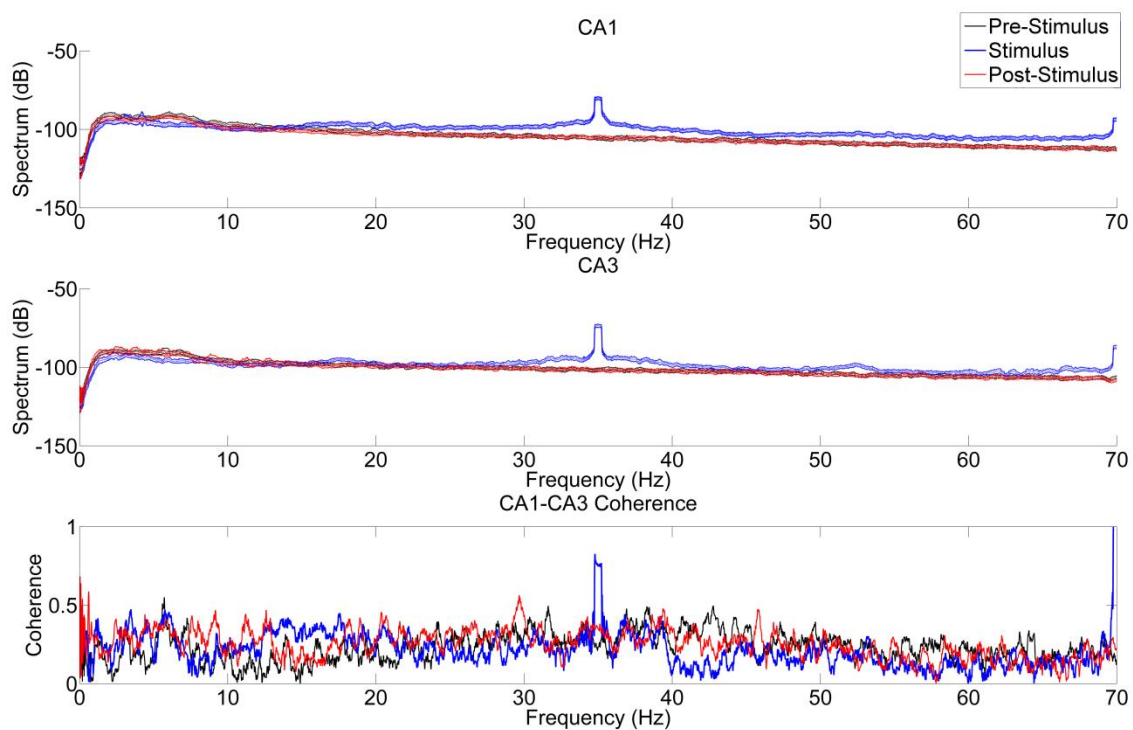 CA1
Pre-Stimulus
Stimulus
Post-Stimulus
Spectrum (dB)
-50
-100
-150
0 10 20 30 40 50 60 70
Frequency (Hz)
CA3
Spectrum (dB)
-50
-100
-150
0 10 20 30 40 50 60 70
Frequency (Hz)
CA1-CA3 Coherence
Coherence
1
0.5
0
0 10 20 30 40 50 60 70
Frequency (Hz)